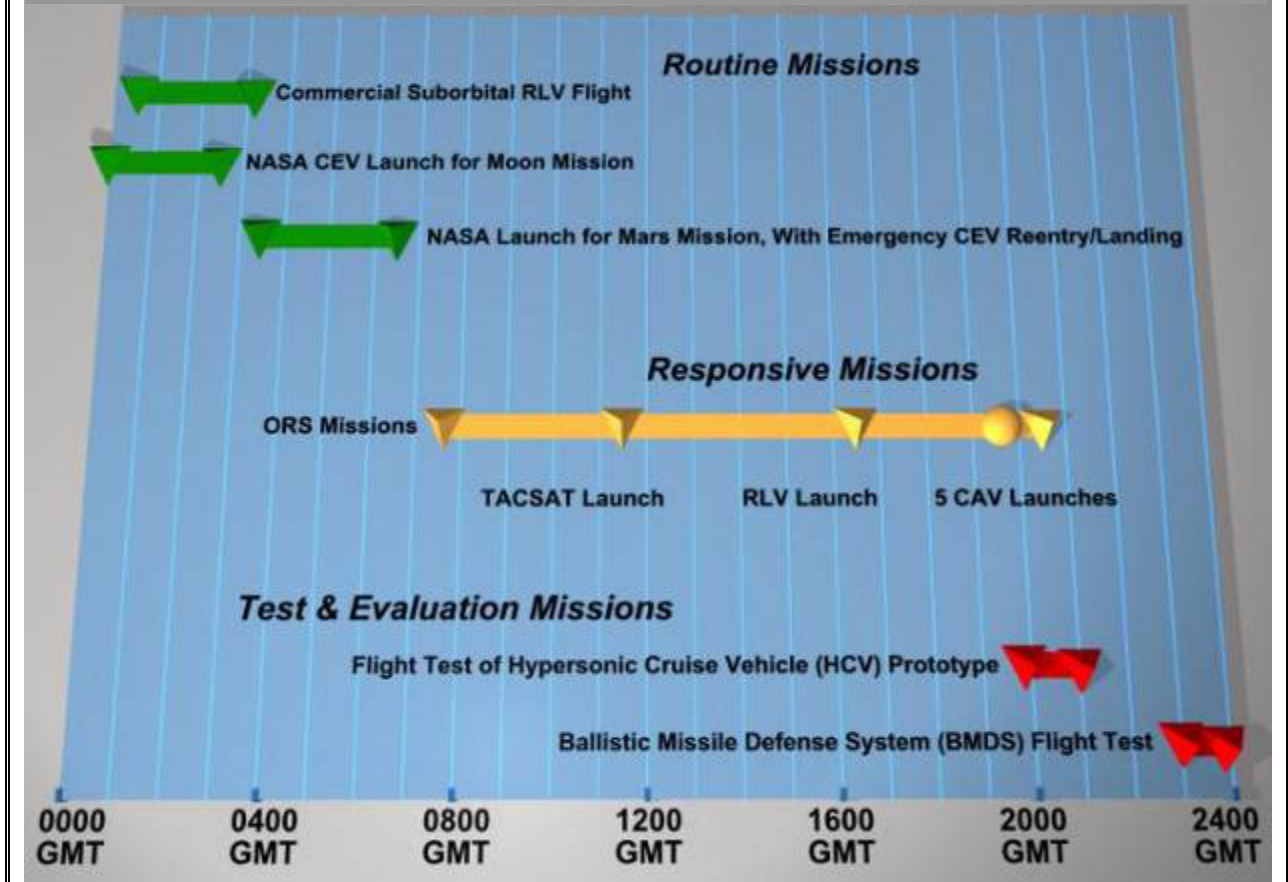 Routine Missions
Commercial Suborbital RLV Flight
NASA CEV Launch for Moon Mission
NASA Launch for Mars Mission, With Emergency CEV Reentry/Landing
Responsive Missions
ORS Missions
TACSAT Launch RLV Launch 5 CAV Launches
Test & Evaluation Missions
Flight Test of Hypersonic Cruise Vehicle (HCV) Prototype
Ballistic Missile Defense System (BMDS) Flight Test
0000 0400 0800 1200 1600 2000 2400
GMT GMT GMT GMT GMT GMT GMT